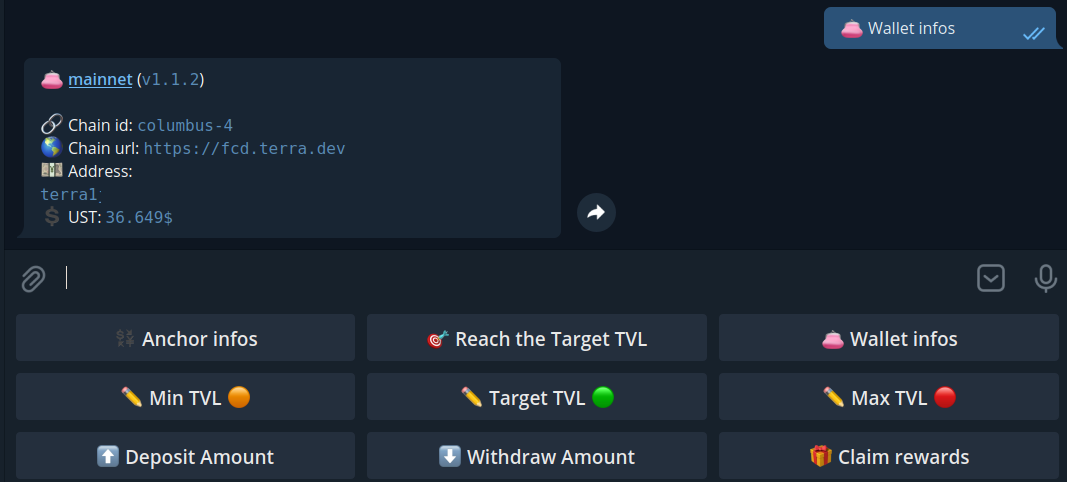 Wallet infos
mainnet (v1.1.2)
Chain id: columbus-4
Chain url: https://fcd.terra.dev
Address:
terra1
UST: 36.649$
Anchor infos
Reach the Target TVL
Wallet infos
Min TVL
Target TVL
Max TVL
Deposit Amount
Withdraw Amount
Claim rewards